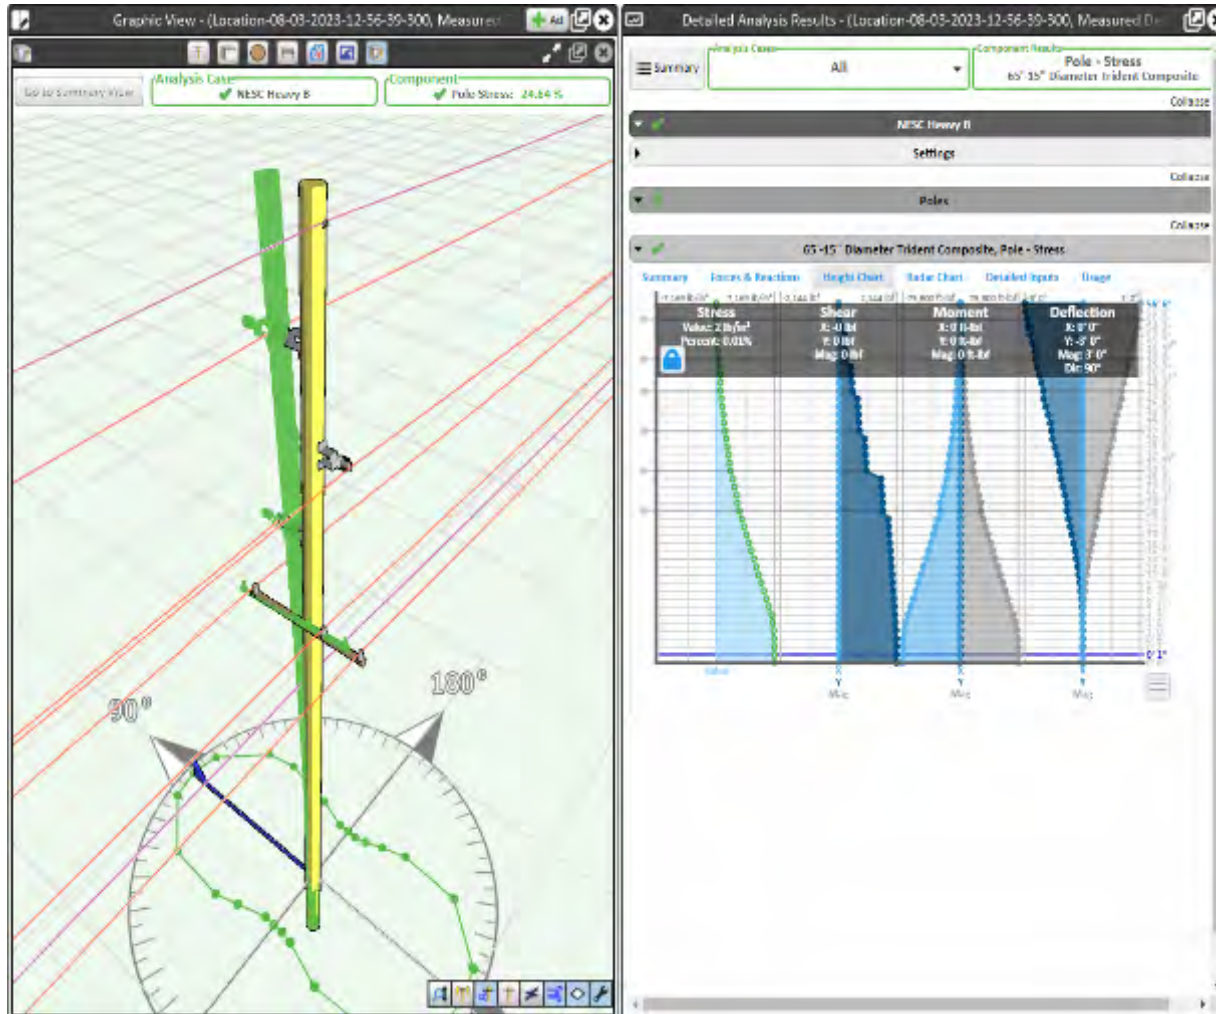 Graphic View - (Location-08-03-2023-12-56-39-300, Measured
Ad
Go to Summary View
Analysis Case
NESC Heavy B
Component
Pole Stress: 24.64 %
90°
180°
Detailed Analysis Results - (Location-08-03-2023-12-56-39-300, Measured De
Summary
Analysis Cases
All
Component Results
Pole - Stress
65'-15" Diameter Trident Composite
Collapse
NESC Heavy B
Settings
Collapse
Poles
Collapse
65'-15" Diameter Trident Composite, Pole - Stress
Summary Forces & Reactions Height Chart Radar Chart Detailed Inputs Usage
Stress Shear Moment Deflection
Value: 2 lb/in² X: -0 lbf X: 0 ft-lbf X: 0' 0"
Percent: 0.01% Y: 0 lbf Y: 0 ft-lbf Y: -3' 0"
Mag: 0 lbf Mag: 0 ft-lbf Mag: 3' 0"
Dir: 90°
0' 1"
Value X X X
Y Y Y
Mag Mag Mag